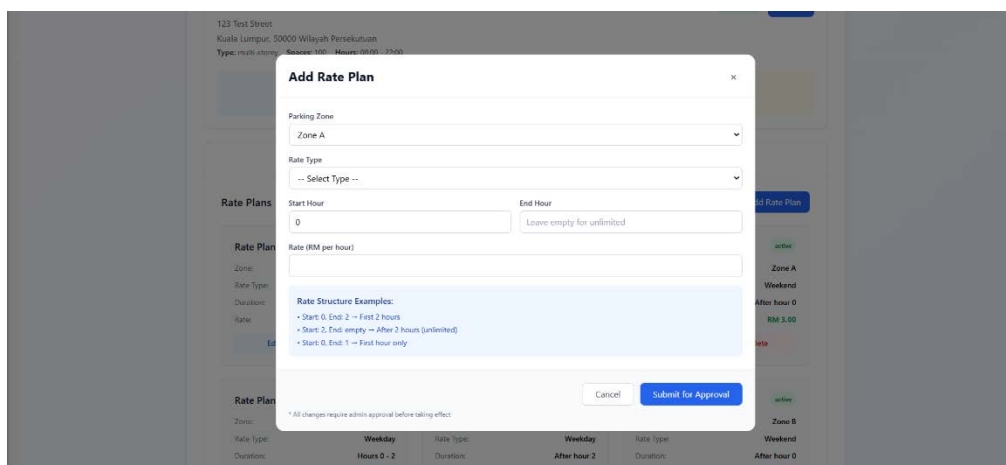 123 Test Street
Kuala Lumpur, 50000 Wilayah Persekutuan
Type: multi-storey Spaces: 100 Hours: 08:00 - 22:00
Add Rate Plan ×
Parking Zone
Zone A
Rate Type
-- Select Type --
Rate Plans
Start Hour End Hour
dd Rate Plan
0 Leave empty for unlimited
Rate Plan
active
Rate (RM per hour)
Zone: Zone A
Rate Type: Weekend
Duration: After hour 0
Rate: RM 3.00
Rate Structure Examples:
• Start: 0, End: 2 → First 2 hours
• Start: 2, End: empty → After 2 hours (unlimited)
• Start: 0, End: 1 → First hour only
Ed lete
Cancel Submit for Approval
Rate Plan active
* All changes require admin approval before taking effect
Zone: Zone B
Rate Type: Weekday Rate Type: Weekday Rate Type: Weekend
Duration: Hours 0 - 2 Duration: After hour 2 Duration: After hour 0